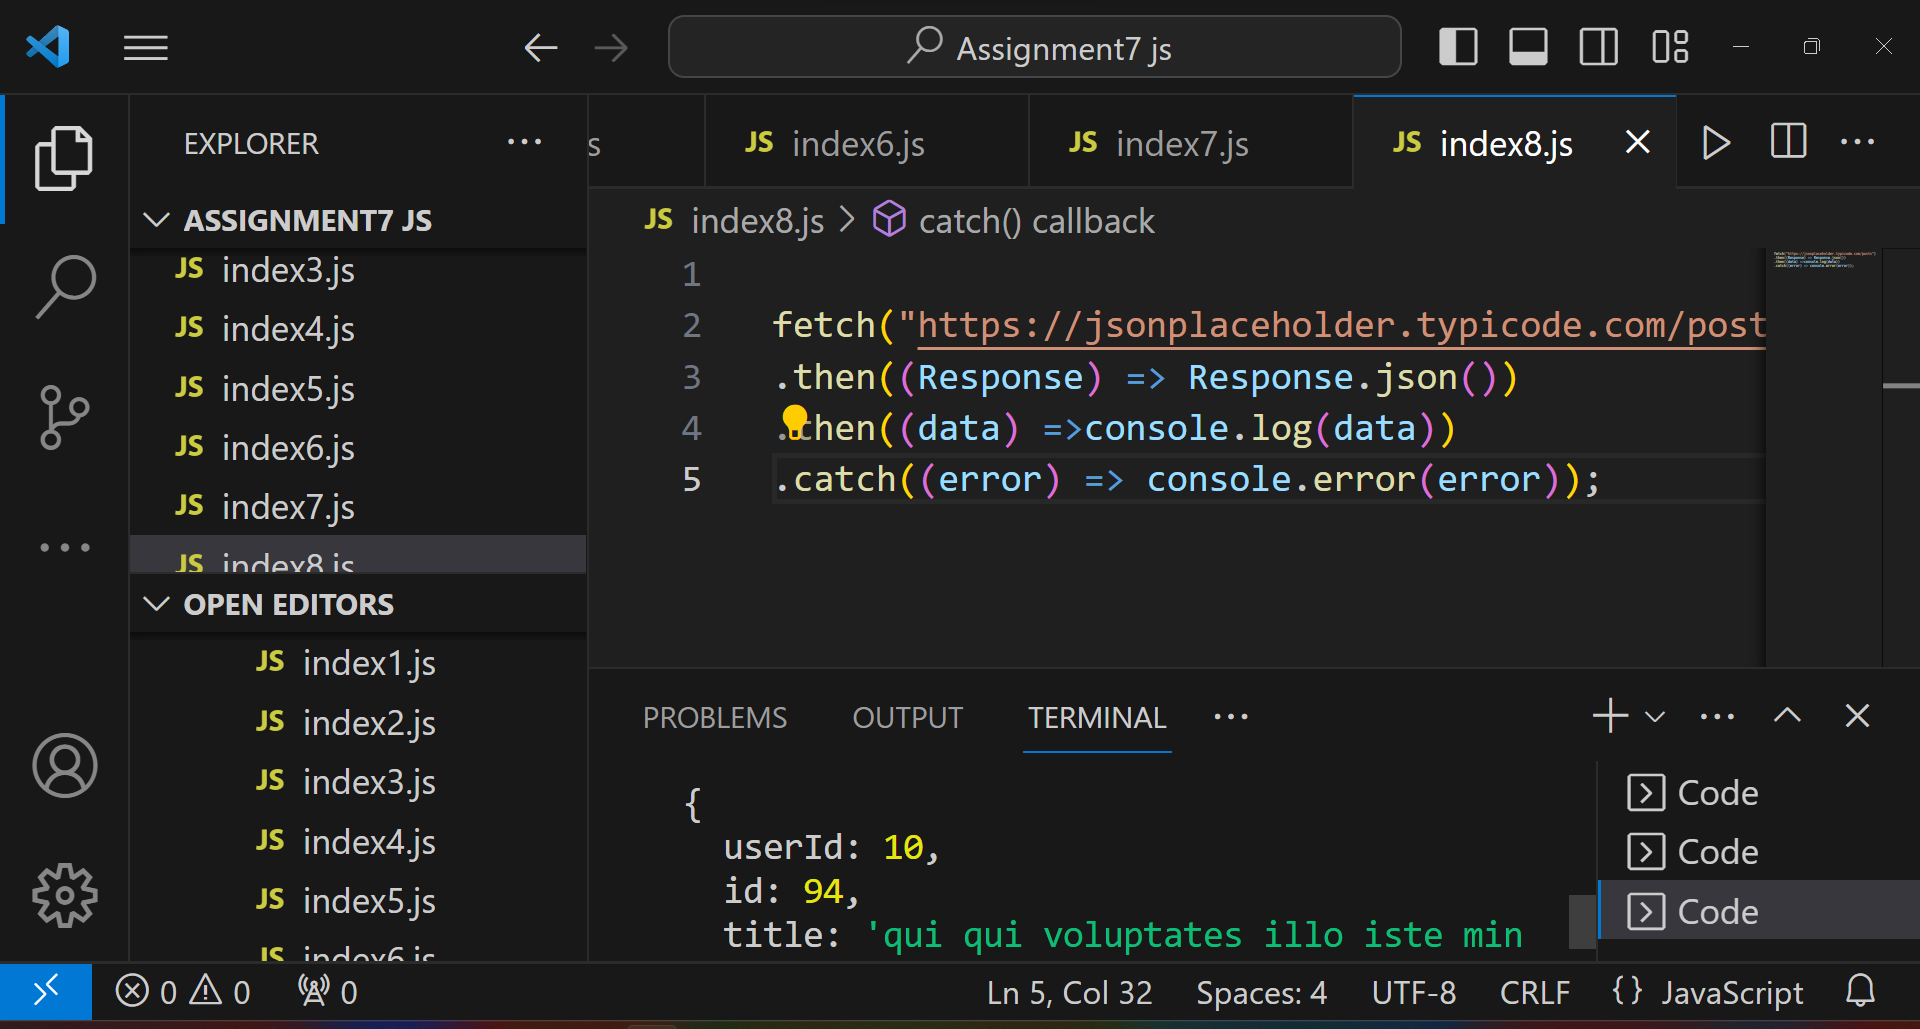 Assignment7 js
EXPLORER
ASSIGNMENT7 JS
JS index3.js
JS index4.js
JS index5.js
JS index6.js
JS index7.js
JS index8.js
OPEN EDITORS
JS index1.js
JS index2.js
JS index3.js
JS index4.js
JS index5.js
JS index6.js
s
JS index6.js
JS index7.js
JS index8.js
JS index8.js > catch() callback
1
2 fetch("https://jsonplaceholder.typicode.com/post
3 .then((Response) => Response.json())
4 .then((data) =>console.log(data))
5 .catch((error) => console.error(error));
PROBLEMS OUTPUT TERMINAL
{
userId: 10,
id: 94,
title: 'qui qui voluptates illo iste min
Code
Code
Code
0 0 0
Ln 5, Col 32 Spaces: 4 UTF-8 CRLF {} JavaScript